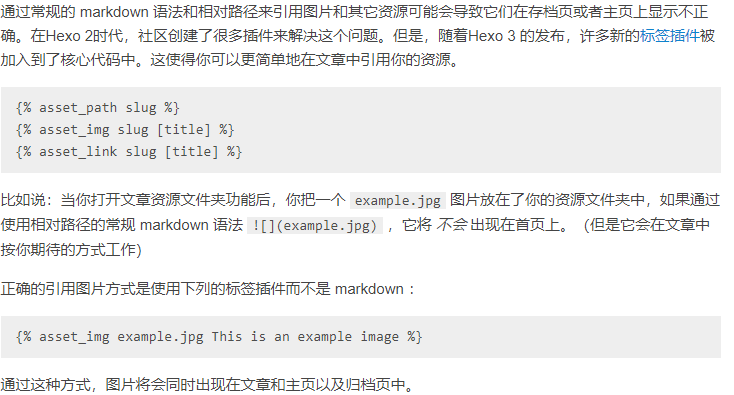 通过常规的 markdown 语法和相对路径来引用图片和其它资源可能会导致它们在存档页或者主页上显示不正
确。在Hexo 2时代，社区创建了很多插件来解决这个问题。但是，随着Hexo 3 的发布，许多新的标签插件被
加入到了核心代码中。这使得你可以更简单地在文章中引用你的资源。
{% asset_path slug %}
{% asset_img slug [title] %}
{% asset_link slug [title] %}
比如说：当你打开文章资源文件夹功能后，你把一个 example.jpg 图片放在了你的资源文件夹中，如果通过
使用相对路径的常规 markdown 语法 ![](example.jpg) ，它将 不会 出现在首页上。（但是它会在文章中
按你期待的方式工作）
正确的引用图片方式是使用下列的标签插件而不是 markdown ：
{% asset_img example.jpg This is an example image %}
通过这种方式，图片将会同时出现在文章和主页以及归档页中。